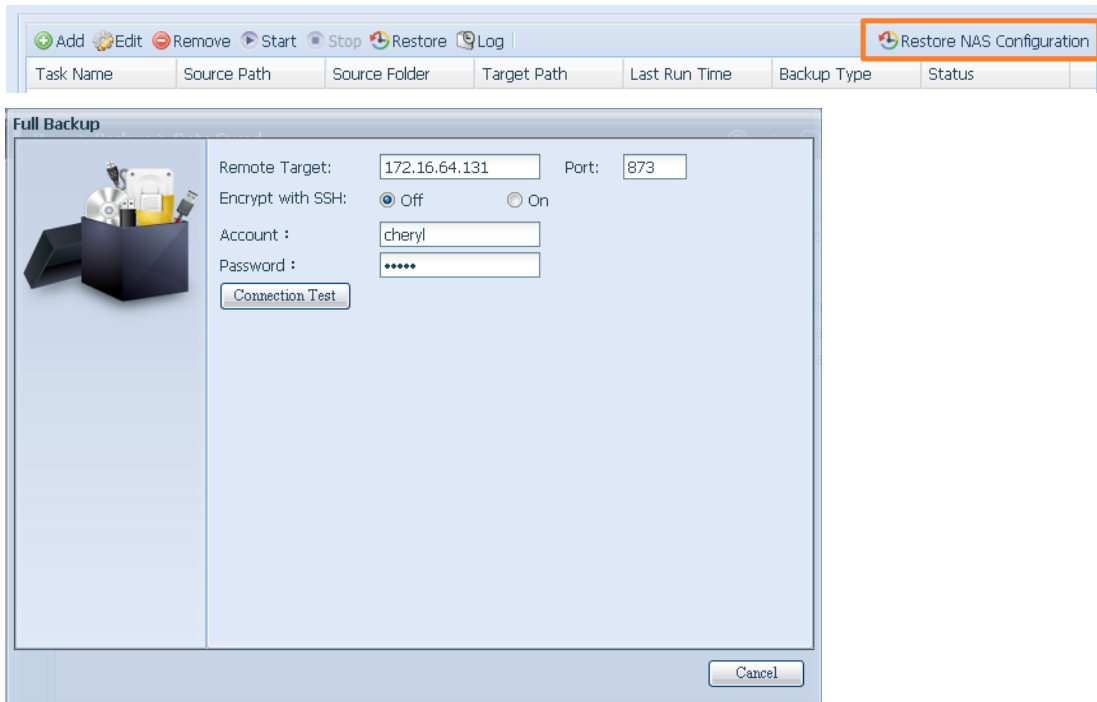 Add Edit Remove Start Stop Restore Log Restore NAS Configuration
Task Name Source Path Source Folder Target Path Last Run Time Backup Type Status
Full Backup
Remote Target: 172.16.64.131 Port: 873
Encrypt with SSH: Off On
Account : cheryl
Password : •••••
Connection Test
Cancel